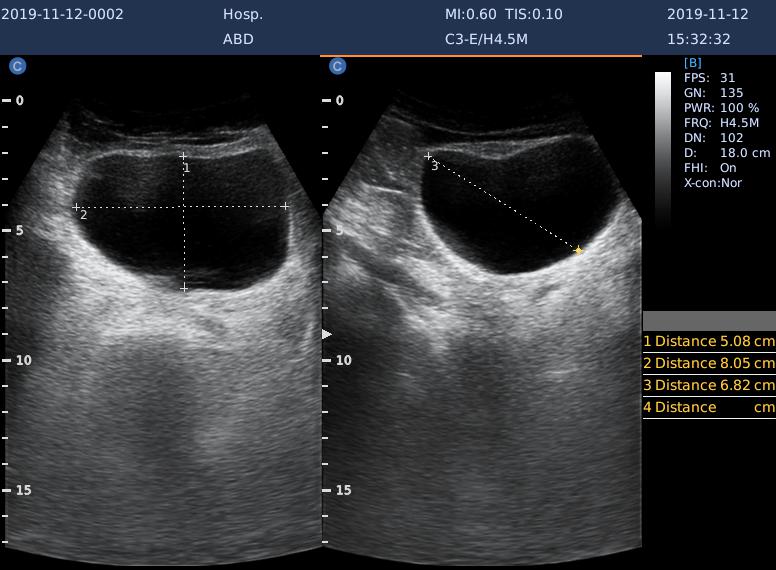 2019-11-12-0002 Hosp. MI:0.60 TIS:0.10 2019-11-12
ABD C3-E/H4.5M 15:32:32
C
C
[B]
FPS: 31
GN: 135
PWR: 100 %
FRQ: H4.5M
DN: 102
D: 18.0 cm
FHI: On
X-con:Nor
0
5
10
15
1
2
0
5
10
15
3
1 Distance 5.08 cm
2 Distance 8.05 cm
3 Distance 6.82 cm
4 Distance cm